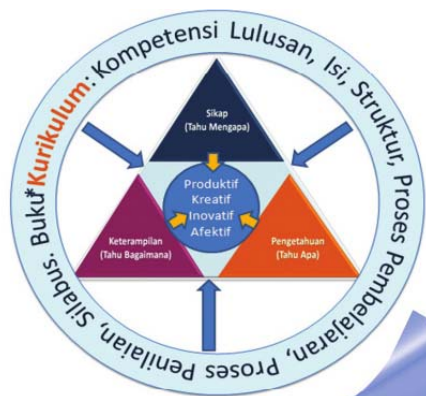 Kurikulum: Kompetensi Lulusan, Isi, Struktur, Proses Pembelajaran, Proses Penilaian, Silabus. Buku*
Sikap
(Tahu Mengapa)
Produktif
Kreatif
Inovatif
Afektif
Keterampilan
(Tahu Bagaimana)
Pengetahuan
(Tahu Apa)